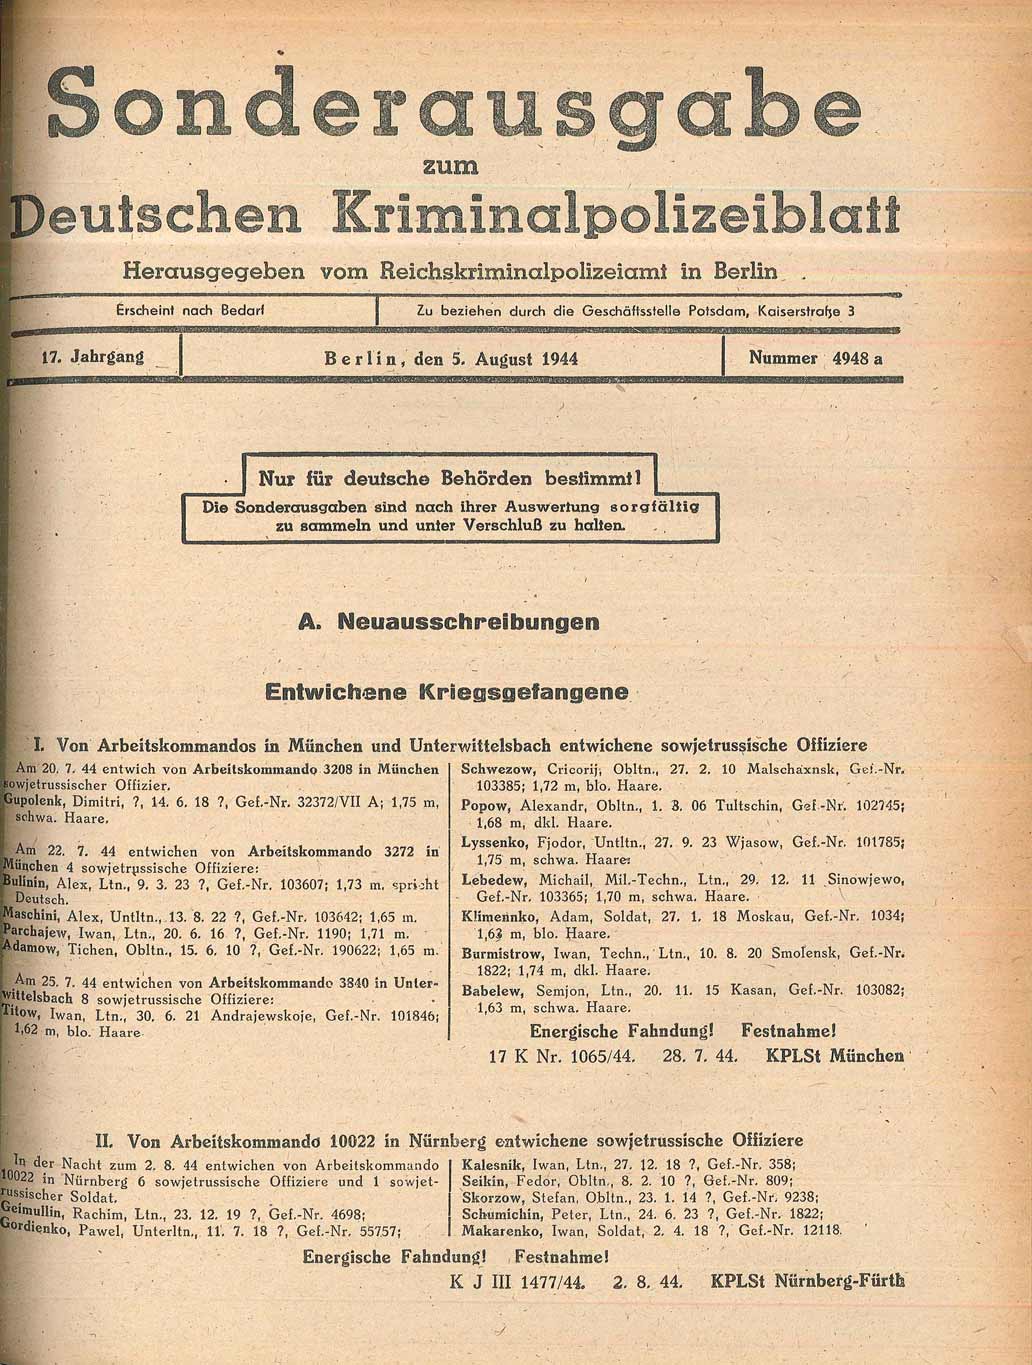 Sonderausgabe
zum
Deutschen Kriminalpolizeiblatt
Herausgegeben vom Reichskriminalpolizeiamt in Berlin
Erscheint nach Bedarf
Zu beziehen durch die Geschäftsstelle Potsdam, Kaiserstraße 3
17. Jahrgang
Berlin, den 5. August 1944
Nummer 4948 a
Nur für deutsche Behörden bestimmt!
Die Sonderausgaben sind nach ihrer Auswertung sorgfältig
zu sammeln und unter Verschluß zu halten.
A. Neuausschreibungen
Entwichene Kriegsgefangene
I. Von Arbeitskommandos in München und Unterwittelsbach entwichene sowjetrussische Offiziere
Am 20. 7. 44 entwich von Arbeitskommando 3208 in München
sowjetrussischer Offizier.
Gupolenk, Dimitri, ?, 14. 6. 18 ?, Gef.-Nr. 32372/VII A; 1,75 m,
schwa. Haare.
Am 22. 7. 44 entwichen von Arbeitskommando 3272 in
München 4 sowjetrussische Offiziere:
Bulinin, Alex, Ltn., 9. 3. 23 ?, Gef.-Nr. 103607; 1,73 m, spricht
Deutsch.
Maschini, Alex, Untltn., 13. 8. 22 ?, Gef.-Nr. 103642; 1,65 m.
Parchajew, Iwan, Ltn., 20. 6. 16 ?, Gef.-Nr. 1190; 1,71 m.
Adamow, Tichen, Obltn., 15. 6. 10 ?, Gef.-Nr. 190622; 1,65 m.
Am 25. 7. 44 entwichen von Arbeitskommando 3840 in Unter-
wittelsbach 8 sowjetrussische Offiziere:
Titow, Iwan, Ltn., 30. 6. 21 Andrajewskoje, Gef.-Nr. 101846;
1,62 m, blo. Haare
Schwezow, Cricorij, Obltn., 27. 2. 10 Malschaxnsk, Gef.-Nr.
103385; 1,72 m, blo. Haare.
Popow, Alexandr, Obltn., 1. 3. 06 Tultschin, Gef.-Nr. 102745;
1,68 m, dkl. Haare.
Lyssenko, Fjodor, Untltn., 27. 9. 23 Wjasow, Gef.-Nr. 101785;
1,75 m, schwa. Haare:
Lebedew, Michail, Mil.-Techn., Ltn., 29. 12. 11 Sinowjewo,
Gef.-Nr. 103365; 1,70 m, schwa. Haare.
Klimennko, Adam, Soldat, 27. 1. 18 Moskau, Gef.-Nr. 1034;
1,63 m, blo. Haare.
Burmistrow, Iwan, Techn., Ltn., 10. 8. 20 Smolensk, Gef.-Nr.
1822; 1,74 m, dkl. Haare.
Babelew, Semjon, Ltn., 20. 11. 15 Kasan, Gef.-Nr. 103082;
1,63 m, schwa. Haare.
Energische Fahndung! Festnahme!
17 K Nr. 1065/44. 28. 7. 44. KPLSt München
II. Von Arbeitskommando 10022 in Nürnberg entwichene sowjetrussische Offiziere
In der Nacht zum 2. 8. 44 entwichen von Arbeitskommando
10022 in Nürnberg 6 sowjetrussische Offiziere und 1 sowjet-
russischer Soldat.
Geimullin, Rachim, Ltn., 23. 12. 19 ?, Gef.-Nr. 4698;
Gordienko, Pawel, Unterltn., 11. 7. 18 ?, Gef.-Nr. 55757;
Kalesnik, Iwan, Ltn., 27. 12. 18 ?, Gef.-Nr. 358;
Seikin, Fedor, Obltn., 8. 2. 10 ?, Gef.-Nr. 809;
Skorzow, Stefan, Obltn., 23. 1. 14 ?, Gef.-Nr. 9238;
Schumichin, Peter, Ltn., 24. 6. 23 ?, Gef.-Nr. 1822;
Makarenko, Iwan, Soldat, 2. 4. 18 ?, Gef.-Nr. 12118.
Energische Fahndung! Festnahme!
K J III 1477/44. 2. 8. 44. KPLSt Nürnberg-Fürth